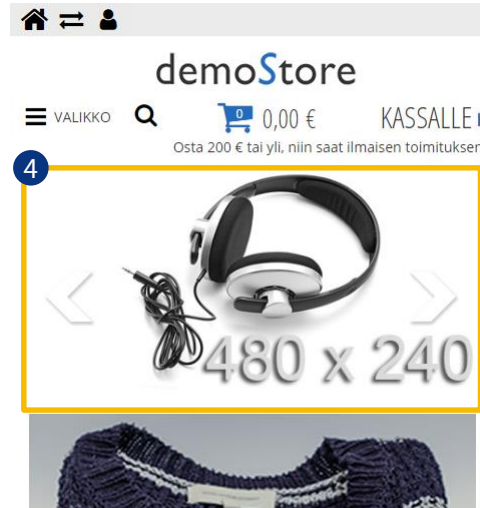 demoStore
VALIKKO 0 0,00 € KASSALLE
Osta 200 € tai yli, niin saat ilmaisen toimituksen
4
480 x 240